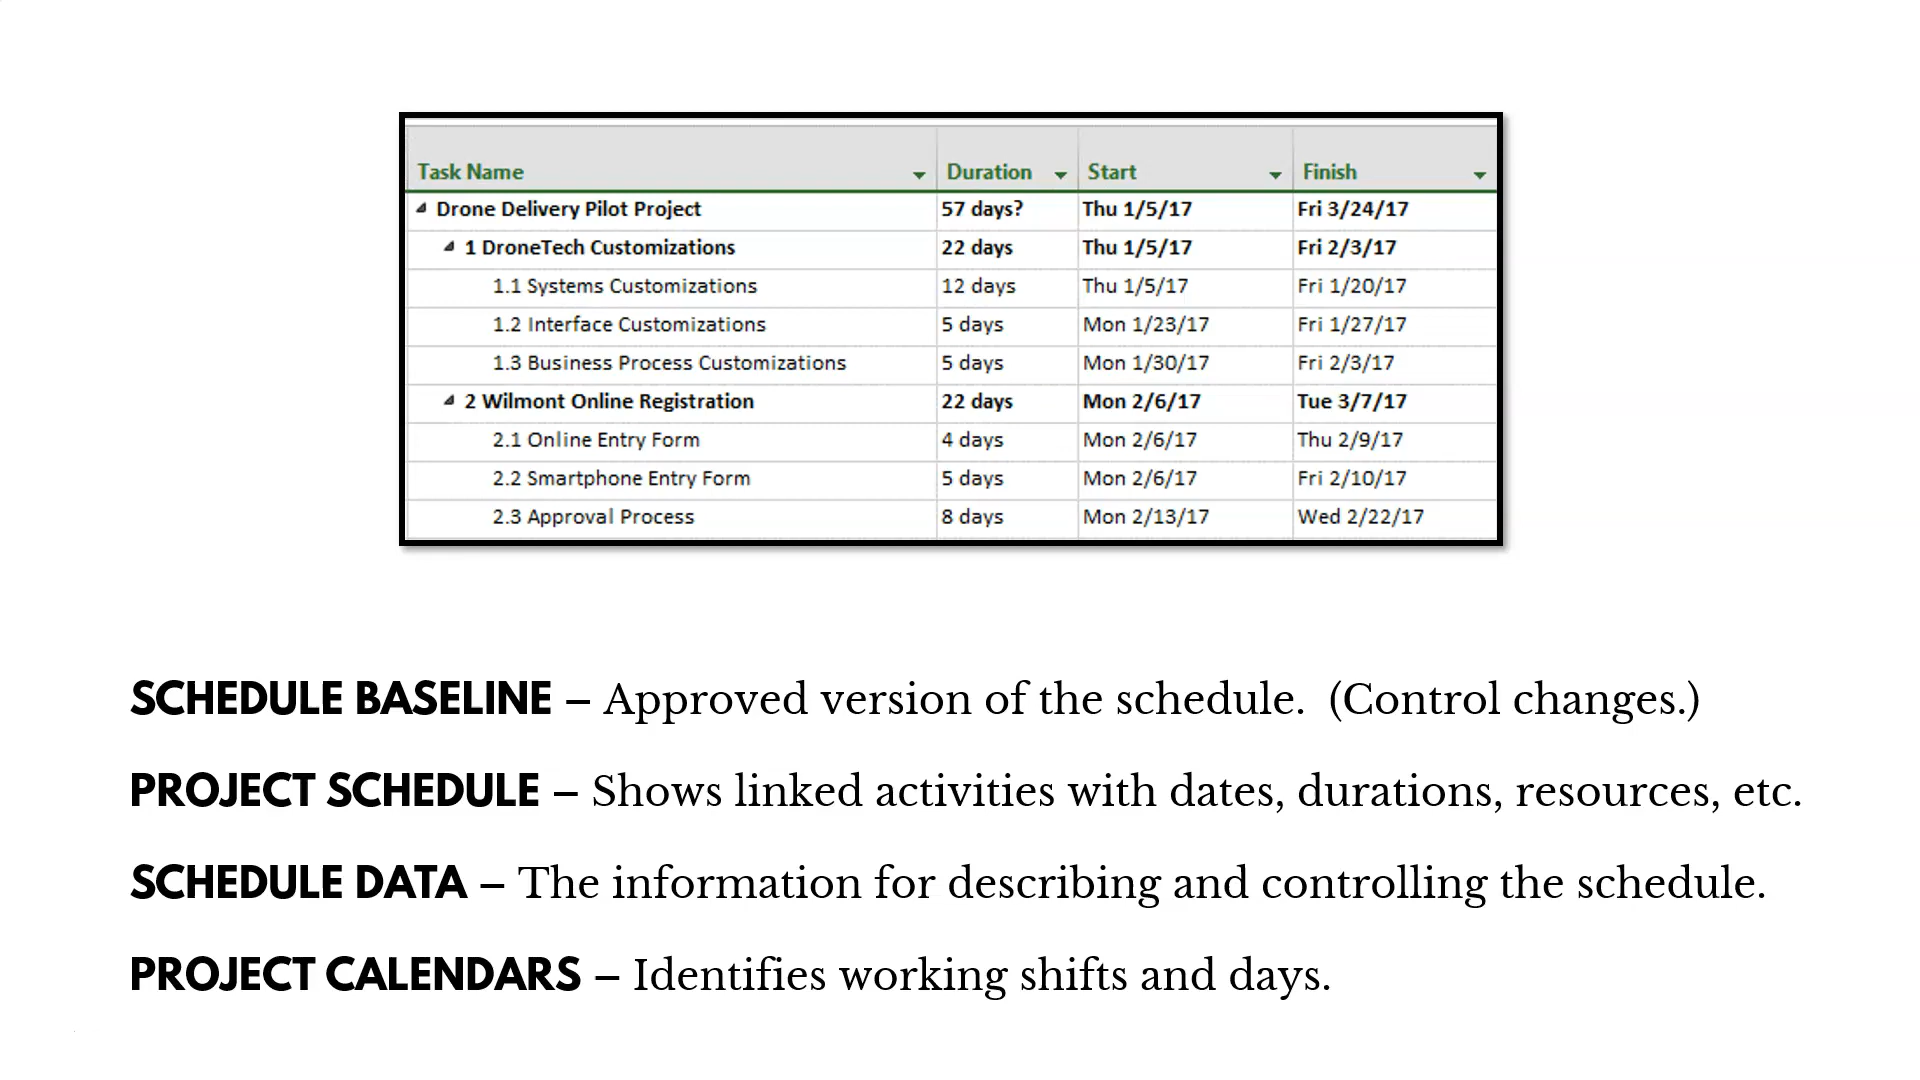 Task Name Duration Start Finish
Drone Delivery Pilot Project 57 days? Thu 1/5/17 Fri 3/24/17
1 DroneTech Customizations 22 days Thu 1/5/17 Fri 2/3/17
1.1 Systems Customizations 12 days Thu 1/5/17 Fri 1/20/17
1.2 Interface Customizations 5 days Mon 1/23/17 Fri 1/27/17
1.3 Business Process Customizations 5 days Mon 1/30/17 Fri 2/3/17
2 Wilmont Online Registration 22 days Mon 2/6/17 Tue 3/7/17
2.1 Online Entry Form 4 days Mon 2/6/17 Thu 2/9/17
2.2 Smartphone Entry Form 5 days Mon 2/6/17 Fri 2/10/17
2.3 Approval Process 8 days Mon 2/13/17 Wed 2/22/17
SCHEDULE BASELINE – Approved version of the schedule. (Control changes.)
PROJECT SCHEDULE – Shows linked activities with dates, durations, resources, etc.
SCHEDULE DATA – The information for describing and controlling the schedule.
PROJECT CALENDARS – Identifies working shifts and days.